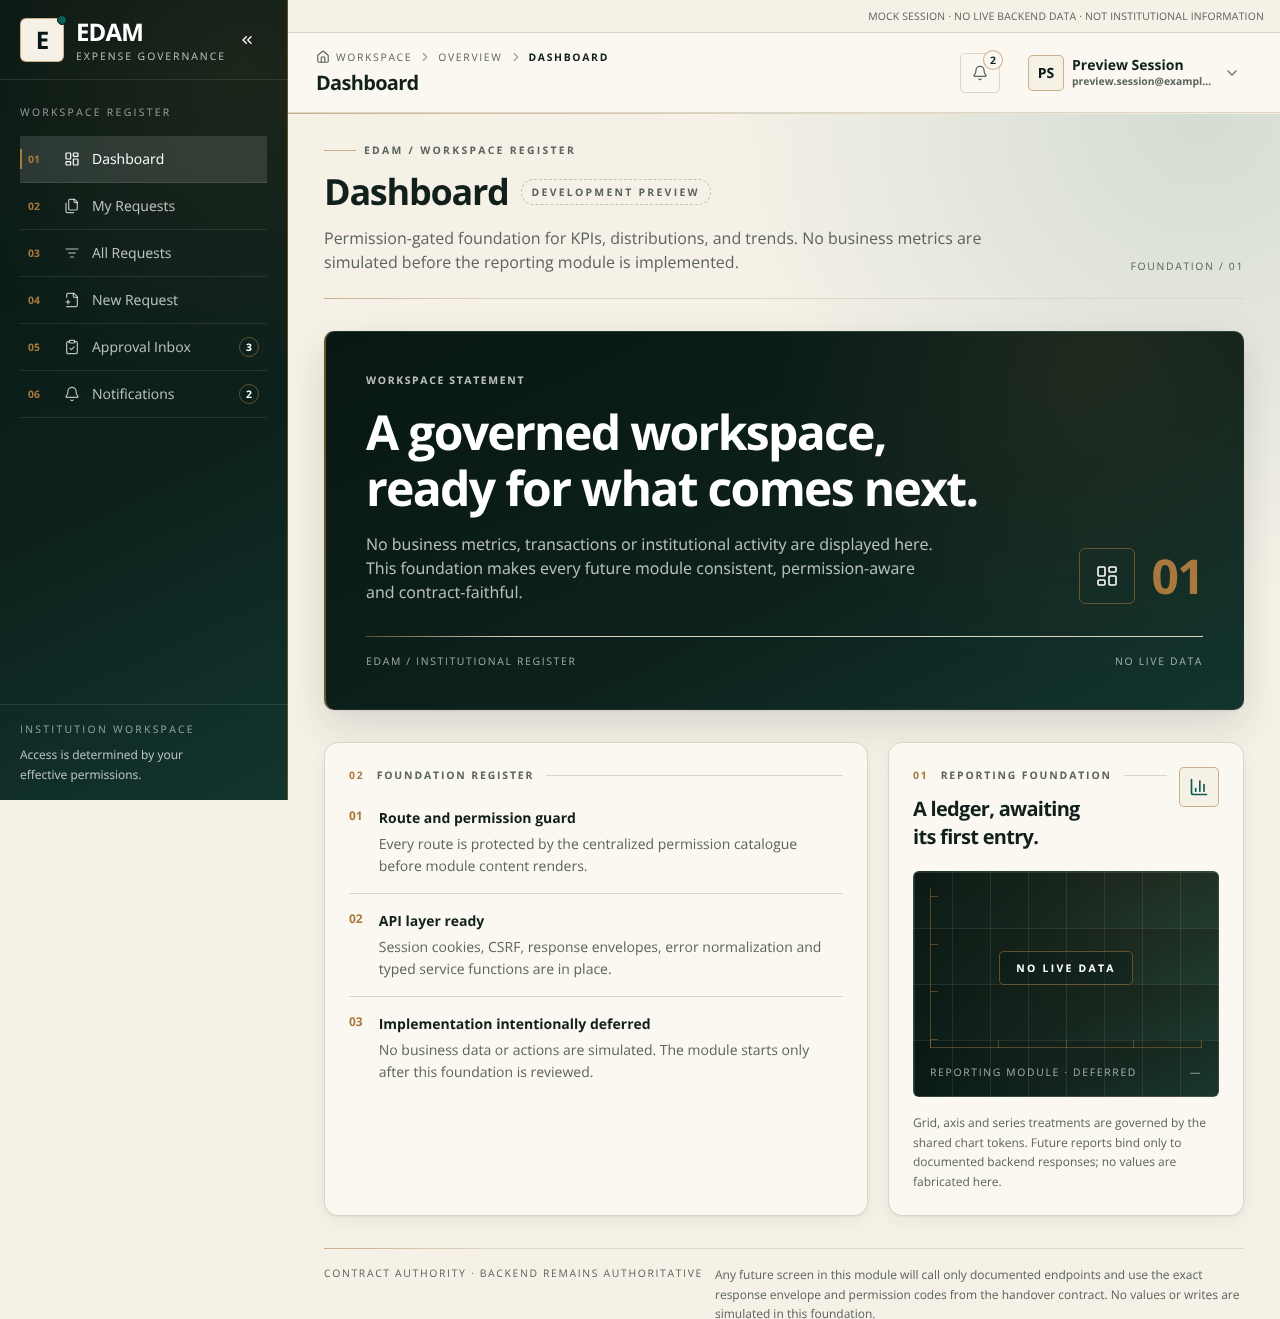 E
EDAM
EXPENSE GOVERNANCE
WORKSPACE REGISTER
01 Dashboard
02 My Requests
03 All Requests
04 New Request
05 Approval Inbox 3
06 Notifications 2
INSTITUTION WORKSPACE
Access is determined by your
effective permissions.
MOCK SESSION · NO LIVE BACKEND DATA · NOT INSTITUTIONAL INFORMATION
WORKSPACE OVERVIEW DASHBOARD
Dashboard
2
PS
Preview Session
preview.session@exampl...
EDAM / WORKSPACE REGISTER
Dashboard DEVELOPMENT PREVIEW
Permission-gated foundation for KPIs, distributions, and trends. No business metrics are
simulated before the reporting module is implemented.
FOUNDATION / 01
WORKSPACE STATEMENT
A governed workspace,
ready for what comes next.
No business metrics, transactions or institutional activity are displayed here.
This foundation makes every future module consistent, permission-aware
and contract-faithful.
01
EDAM / INSTITUTIONAL REGISTER
NO LIVE DATA
02 FOUNDATION REGISTER
01 Route and permission guard
Every route is protected by the centralized permission catalogue
before module content renders.
02 API layer ready
Session cookies, CSRF, response envelopes, error normalization and
typed service functions are in place.
03 Implementation intentionally deferred
No business data or actions are simulated. The module starts only
after this foundation is reviewed.
01 REPORTING FOUNDATION
A ledger, awaiting
its first entry.
NO LIVE DATA
REPORTING MODULE · DEFERRED —
Grid, axis and series treatments are governed by the
shared chart tokens. Future reports bind only to
documented backend responses; no values are
fabricated here.
CONTRACT AUTHORITY · BACKEND REMAINS AUTHORITATIVE
Any future screen in this module will call only documented endpoints and use the exact
response envelope and permission codes from the handover contract. No values or writes are
simulated in this foundation.